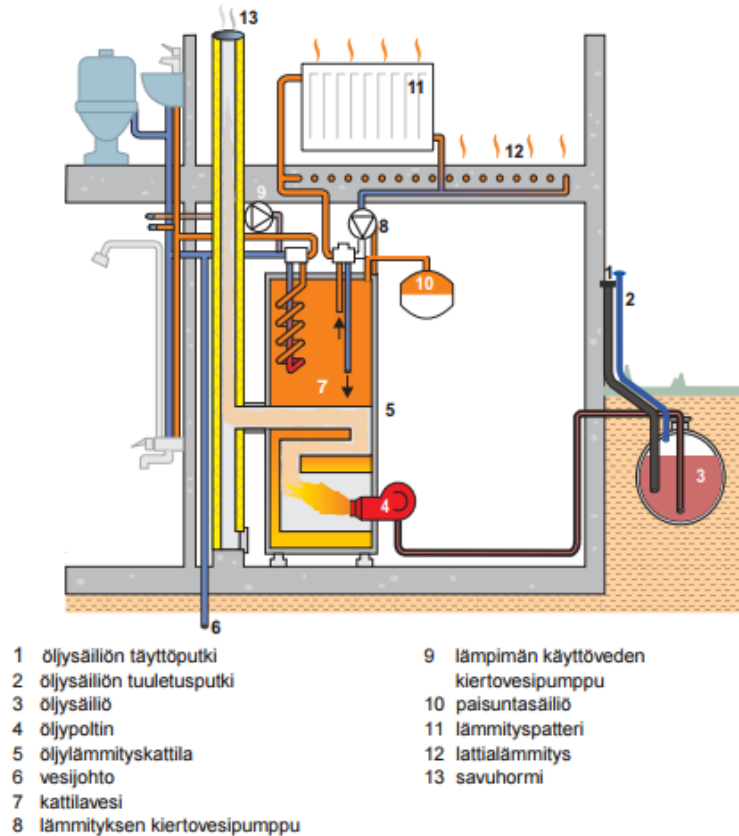 13
11
12
9
8
10
1
2
7
5
3
4
6
1 öljysäiliön täyttöputki
2 öljysäiliön tuuletusputki
3 öljysäiliö
4 öljypoltin
5 öljylämmityskattila
6 vesijohto
7 kattilavesi
8 lämmityksen kiertovesipumppu
9 lämpimän käyttöveden
kiertovesipumppu
10 paisuntasäiliö
11 lämmityspatteri
12 lattialämmitys
13 savuhormi